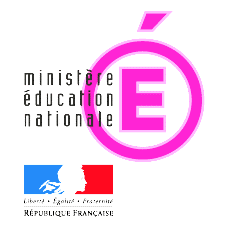 ministère
éducation
nationale
É
Liberté • Égalité • Fraternité
RÉPUBLIQUE FRANÇAISE